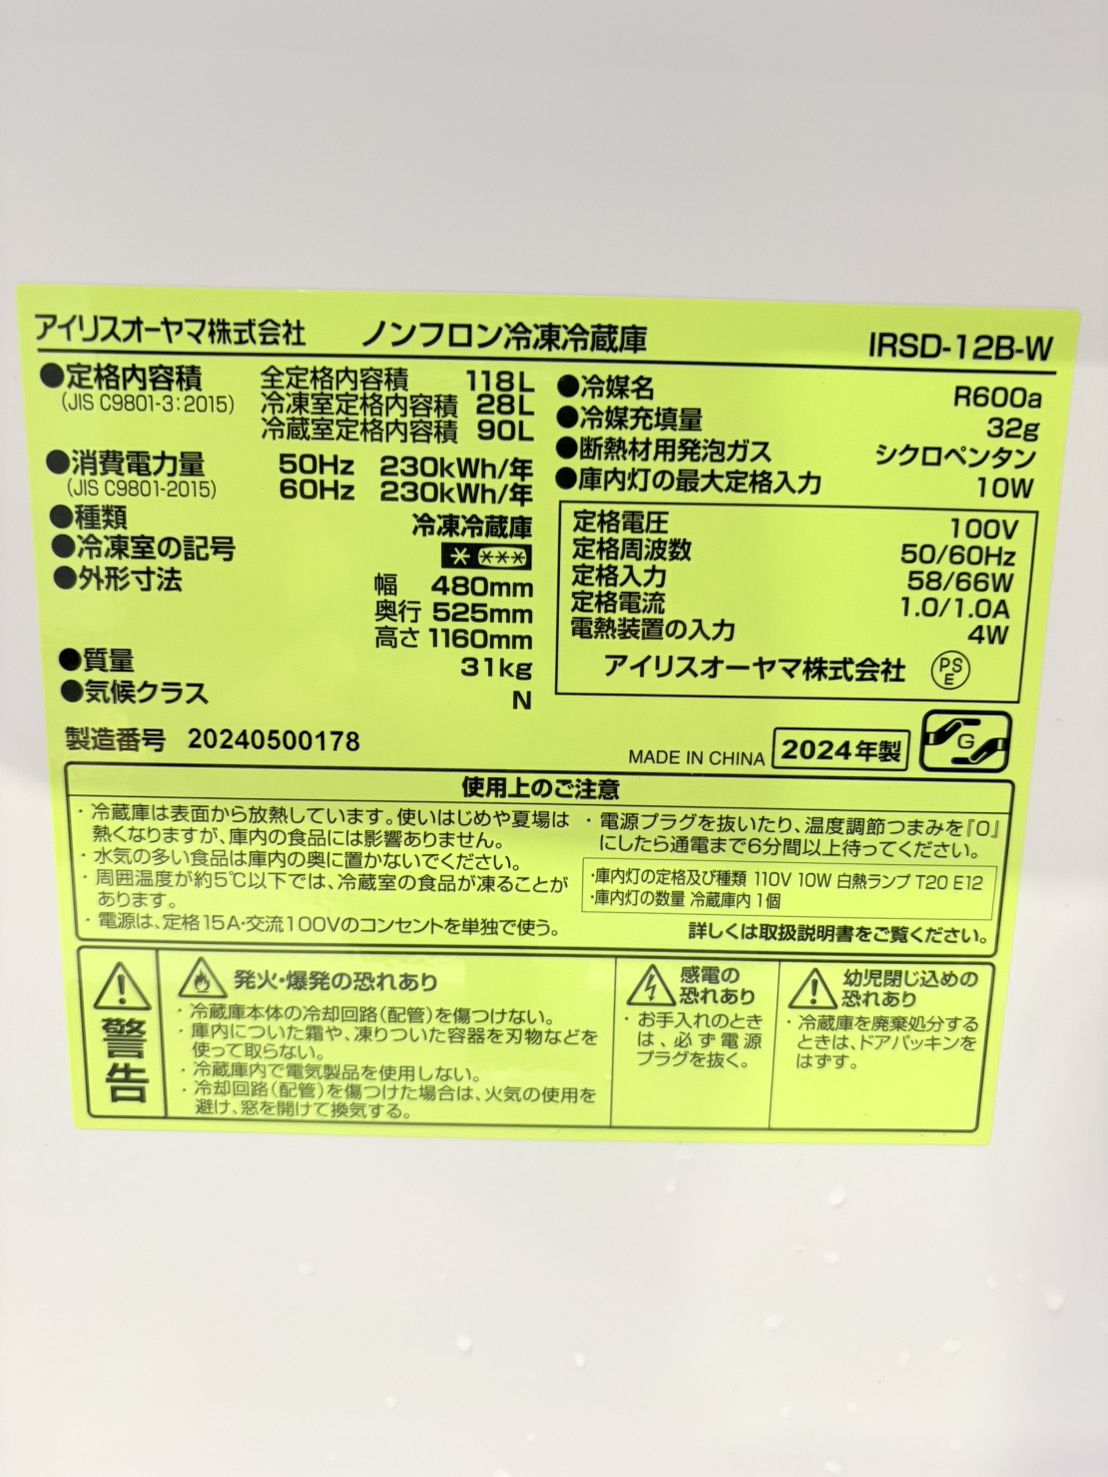 アイリスオーヤマ株式会社 ノンフロン冷凍冷蔵庫 IRSD-12B-W
●定格内容積 全定格内容積 118L
(JIS C9801-3:2015) 冷凍室定格内容積 28L
冷蔵室定格内容積 90L
●消費電力量 50Hz 230kWh/年
(JIS C9801-2015) 60Hz 230kWh/年
●種類 冷凍冷蔵庫
●冷凍室の記号 * ***
●外形寸法 幅 480mm
奥行 525mm
高さ 1160mm
●質量 31kg
●気候クラス N
●冷媒名 R600a
●冷媒充填量 32g
●断熱材用発泡ガス シクロペンタン
●庫内灯の最大定格入力 10W
定格電圧 100V
定格周波数 50/60Hz
定格入力 58/66W
定格電流 1.0/1.0A
電熱装置の入力 4W
アイリスオーヤマ株式会社 PSE
製造番号 20240500178
MADE IN CHINA 2024年製 G
使用上のご注意
・冷蔵庫は表面から放熱しています。使いはじめや夏場は
熱くなりますが、庫内の食品には影響ありません。
・水気の多い食品は庫内の奥に置かないでください。
・周囲温度が約5℃以下では、冷蔵室の食品が凍ることが
あります。
・電源は、定格15A・交流100Vのコンセントを単独で使う。
・電源プラグを抜いたり、温度調節つまみを『0』
にしたら通電まで6分間以上待ってください。
・庫内灯の定格及び種類 110V 10W 白熱ランプ T20 E12
・庫内灯の数量 冷蔵庫内 1個
詳しくは取扱説明書をご覧ください。
警告
発火・爆発の恐れあり
・冷蔵庫本体の冷却回路(配管)を傷つけない。
・庫内についた霜や、凍りついた容器を刃物などを
使って取らない。
・冷蔵庫内で電気製品を使用しない。
・冷却回路(配管)を傷つけた場合は、火気の使用を
避け、窓を開けて換気する。
感電の
恐れあり
・お手入れのとき
は、必ず電源
プラグを抜く。
幼児閉じ込めの
恐れあり
・冷蔵庫を廃棄処分する
ときは、ドアパッキンを
はずす。